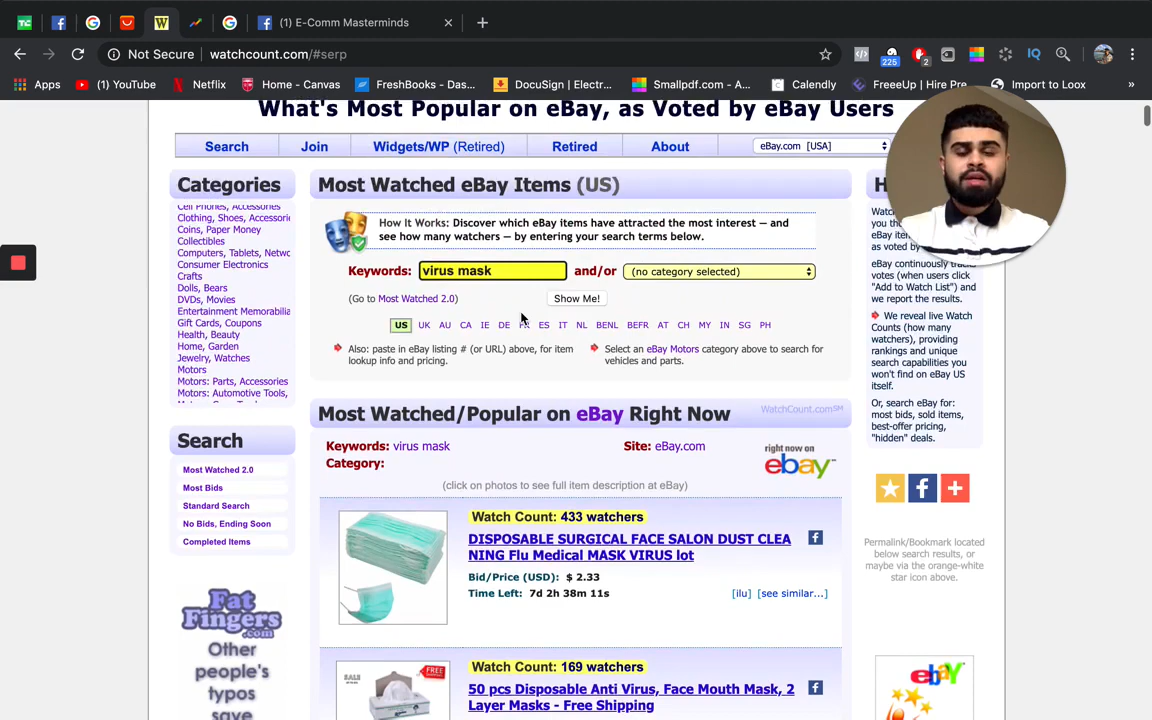 (1) E-Comm Masterminds
Not Secure
watchcount.com/#serp
225
2
IQ
Apps
(1) YouTube
Netflix
Home - Canvas
FreshBooks - Das...
DocuSign | Electr...
Smallpdf.com - A...
Calendly
FreeeUp | Hire Pre
Import to Loox
»
What's Most Popular on eBay, as Voted by eBay Users
Search
Join
Widgets/WP (Retired)
Retired
About
eBay.com [USA]
Categories
Cell Phones, Accessories
Clothing, Shoes, Accessorie
Coins, Paper Money
Collectibles
Computers, Tablets, Netwo
Consumer Electronics
Crafts
Dolls, Bears
DVDs, Movies
Entertainment Memorabilia
Gift Cards, Coupons
Health, Beauty
Home, Garden
Jewelry, Watches
Motors
Motors: Parts, Accessories
Motors: Automotive Tools,
Search
Most Watched 2.0
Most Bids
Standard Search
No Bids, Ending Soon
Completed Items
Fat
Fingers
.com
Other
people's
typos
save
Most Watched eBay Items (US)
How It Works: Discover which eBay items have attracted the most interest — and
see how many watchers — by entering your search terms below.
Keywords: virus mask and/or (no category selected)
(Go to Most Watched 2.0)
Show Me!
US UK AU CA IE DE FR ES IT NL BENL BEFR AT CH MY IN SG PH
Also: paste in eBay listing # (or URL) above, for item
lookup info and pricing.
Select an eBay Motors category above to search for
vehicles and parts.
Most Watched/Popular on eBay Right Now
WatchCount.com℠
Keywords: virus mask
Site: eBay.com
Category:
right now on
ebay
(click on photos to see full item description at eBay)
Watch Count: 433 watchers
DISPOSABLE SURGICAL FACE SALON DUST CLEA
NING Flu Medical MASK VIRUS lot
Bid/Price (USD): $ 2.33
Time Left: 7d 2h 38m 11s
[ilu] [see similar...]
SALE
FREE
Watch Count: 169 watchers
50 pcs Disposable Anti Virus, Face Mouth Mask, 2
Layer Masks - Free Shipping
H
eBay continuously tracks
votes (when users click
"Add to Watch List") and
we report the results.
We reveal live Watch
Counts (how many
watchers), providing
rankings and unique
search capabilities you
won't find on eBay US
itself.
Or, search eBay for:
most bids, sold items,
best-offer pricing,
"hidden" deals.
Permalink/Bookmark located
below search results, or
maybe via the orange-white
star icon above.
ebY